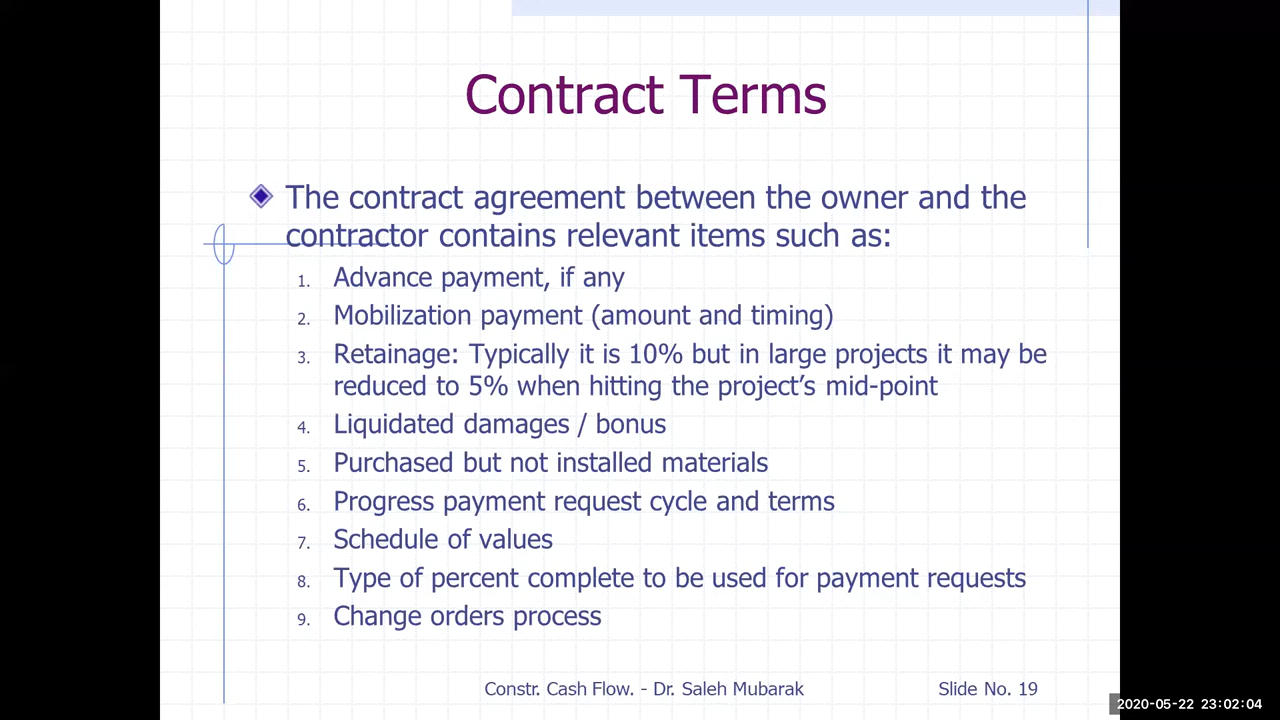 Contract Terms
The contract agreement between the owner and the
contractor contains relevant items such as:
1. Advance payment, if any
2. Mobilization payment (amount and timing)
3. Retainage: Typically it is 10% but in large projects it may be
reduced to 5% when hitting the project’s mid-point
4. Liquidated damages / bonus
5. Purchased but not installed materials
6. Progress payment request cycle and terms
7. Schedule of values
8. Type of percent complete to be used for payment requests
9. Change orders process
Constr. Cash Flow. - Dr. Saleh Mubarak Slide No. 19
2020-05-22 23:02:04